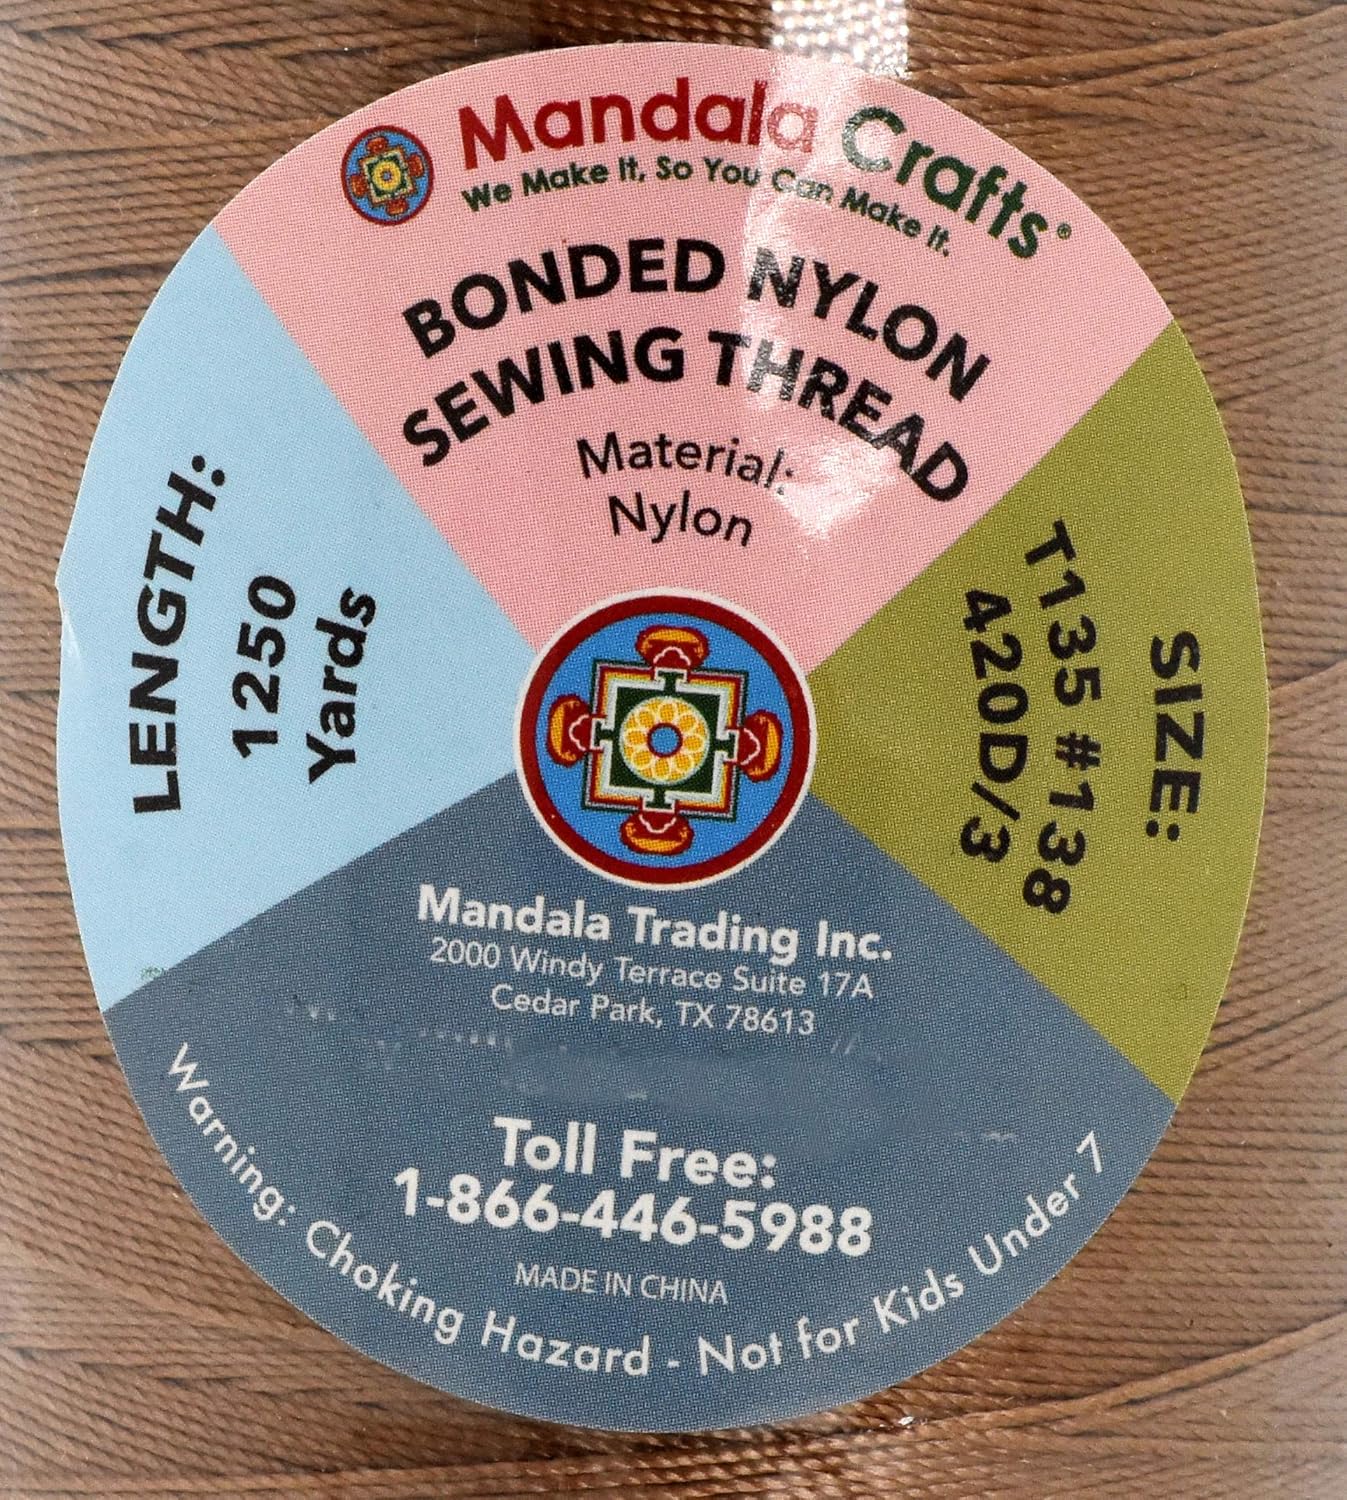 Mandala Crafts®
We Make It, So You Can Make It.
BONDED NYLON
SEWING THREAD
Material:
Nylon
LENGTH:
1250
Yards
SIZE:
T135 #138
420D/3
Mandala Trading Inc.
2000 Windy Terrace Suite 17A
Cedar Park, TX 78613
Toll Free:
1-866-446-5988
MADE IN CHINA
Warning: Choking Hazard - Not for Kids Under 7